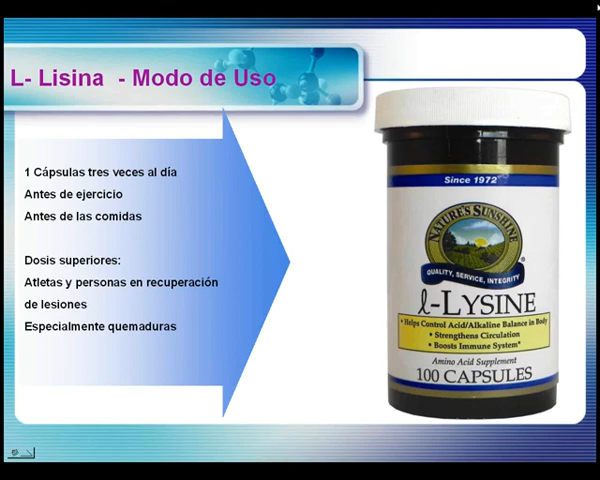 L- Lisina - Modo de Uso
1 Cápsulas tres veces al día
Antes de ejercicio
Antes de las comidas
Dosis superiores:
Atletas y personas en recuperación
de lesiones
Especialmente quemaduras
Since 1972
NATURE'S SUNSHINE
QUALITY, SERVICE, INTEGRITY
ℓ-LYSINE
• Helps Control Acid/Alkaline Balance in Body
• Strengthens Circulation
• Boosts Immune System*
Amino Acid Supplement
100 CAPSULES